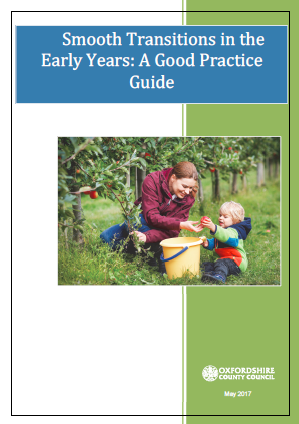 Smooth Transitions in the
Early Years: A Good Practice
Guide
OXFORDSHIRE
COUNTY COUNCIL
May 2017